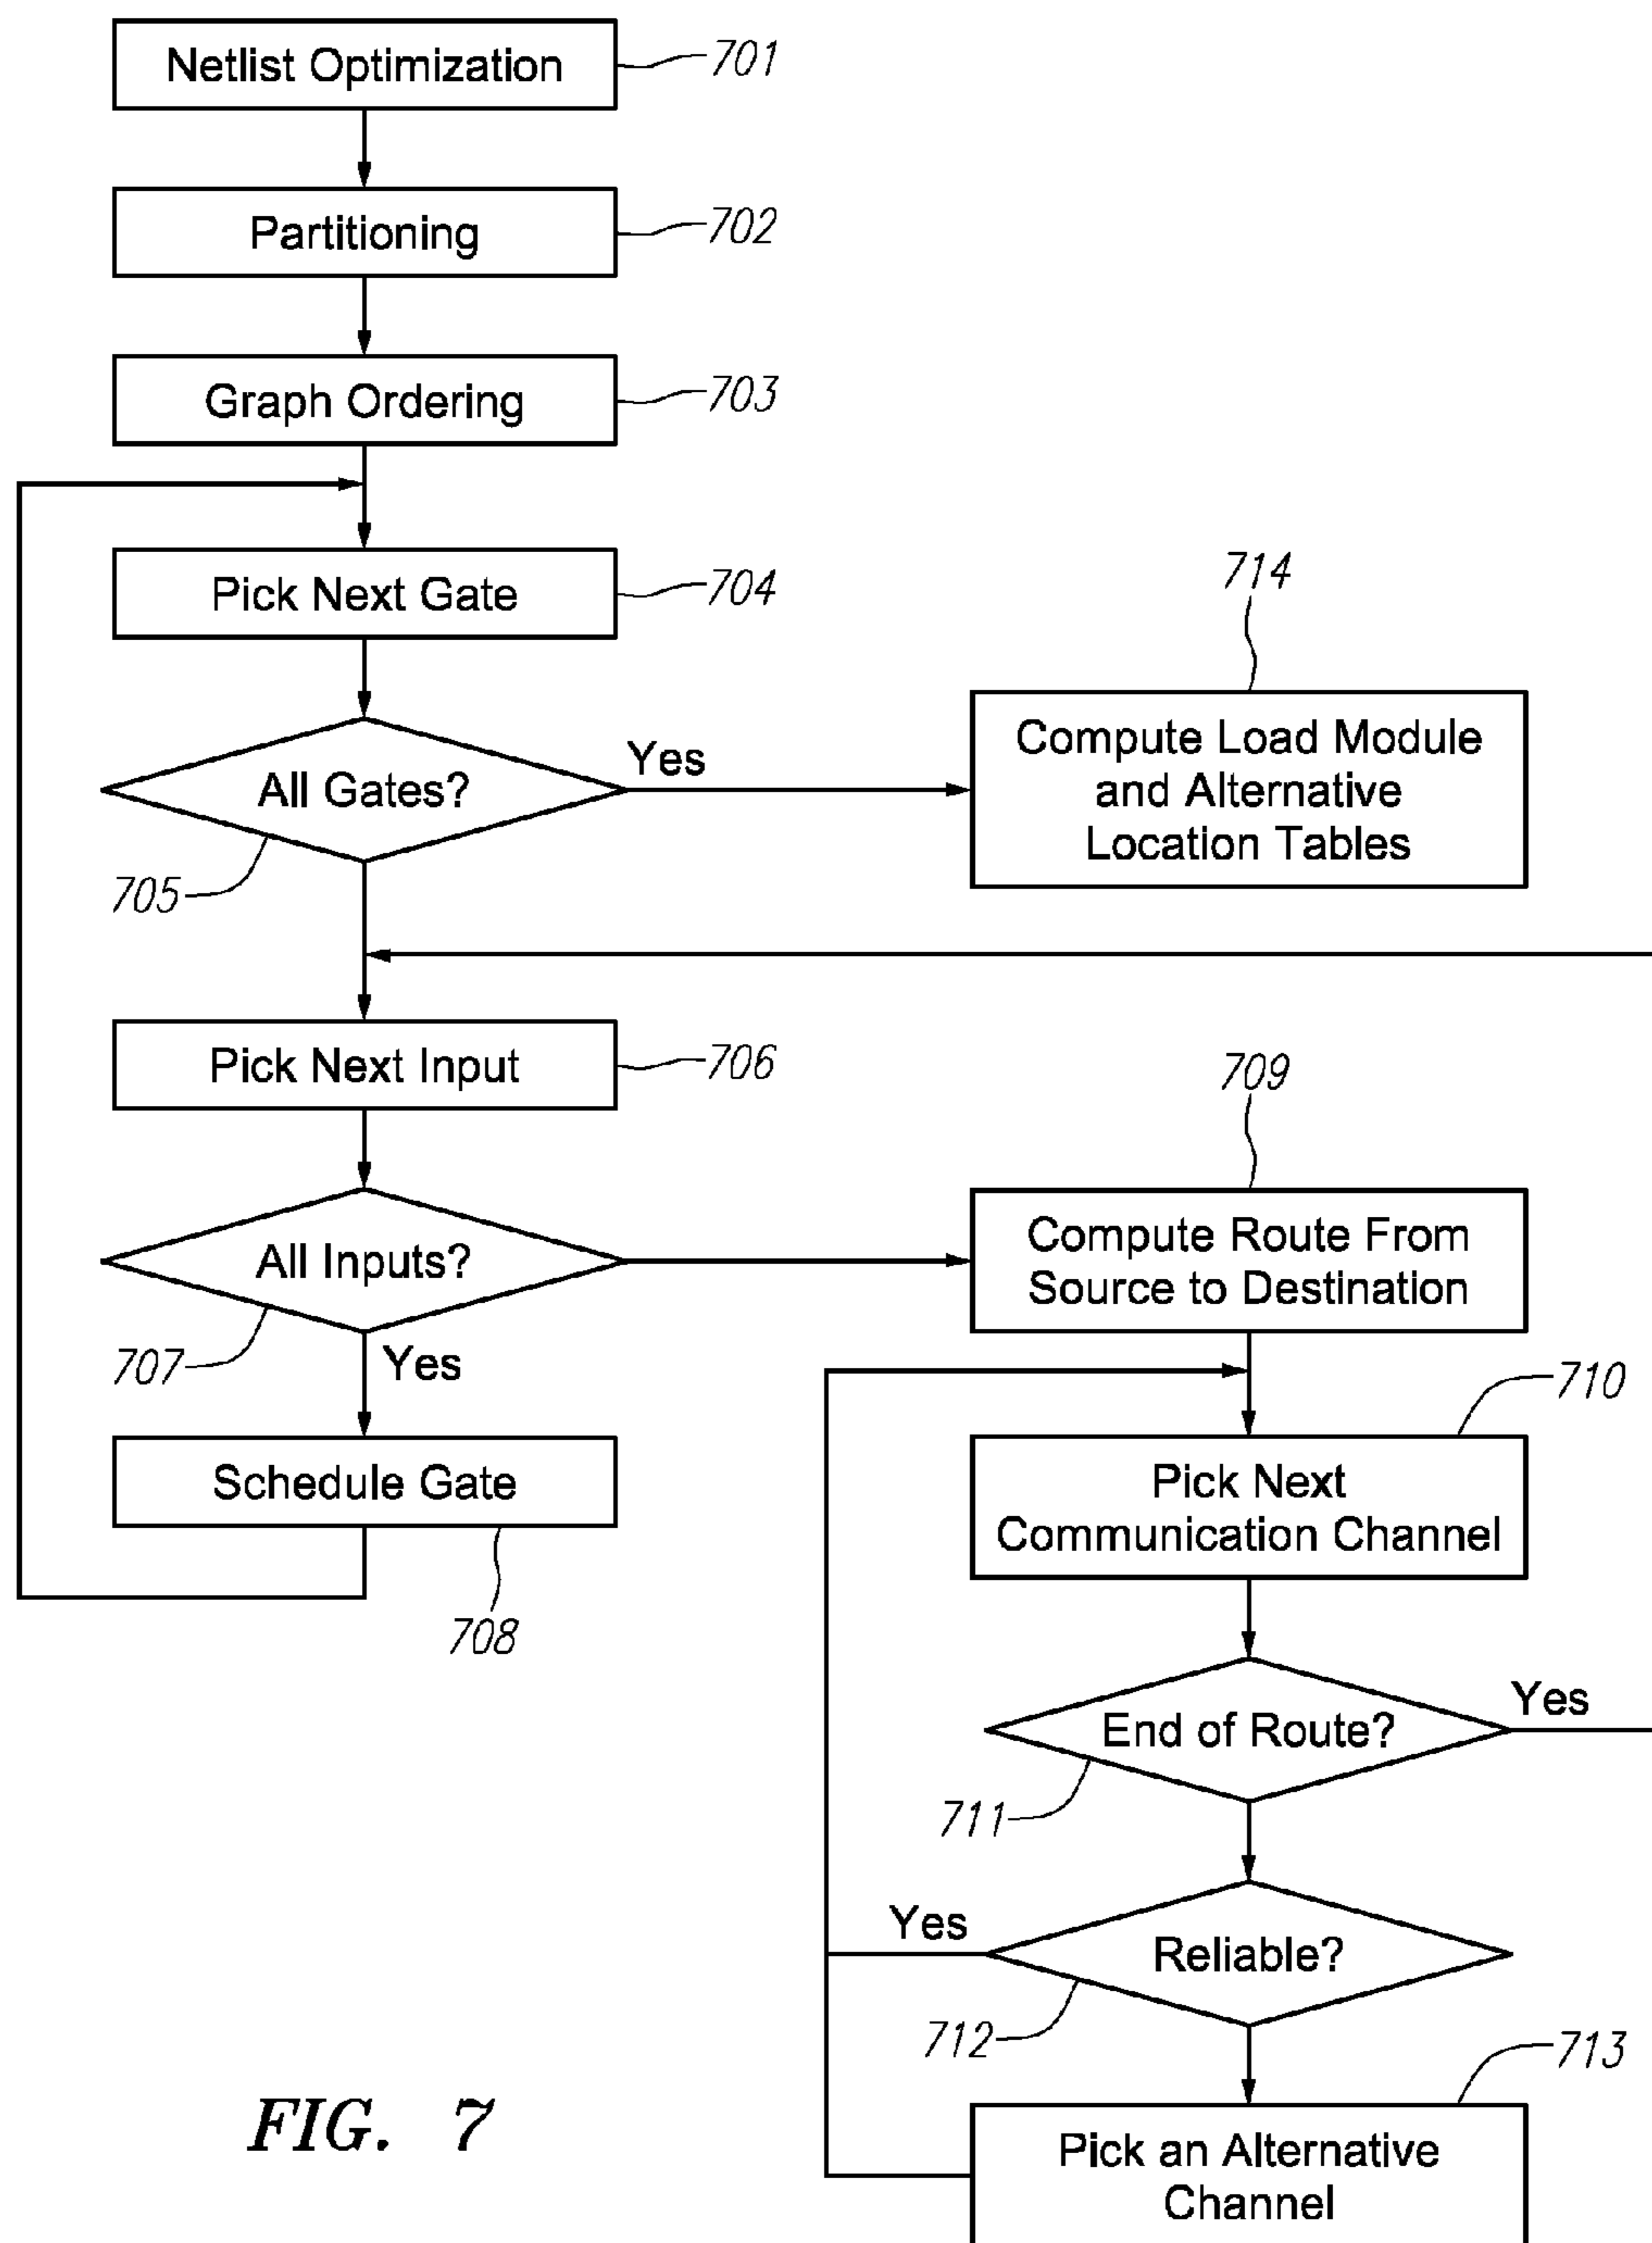 Netlist Optimization
701
Partitioning
702
Graph Ordering
703
Pick Next Gate
704
714
All Gates?
Yes
705
Compute Load Module
and Alternative
Location Tables
Pick Next Input
706
709
All Inputs?
Yes
707
Compute Route From
Source to Destination
Schedule Gate
708
710
Pick Next
Communication Channel
End of Route?
Yes
711
Yes
Reliable?
712
713
Pick an Alternative
Channel
FIG. 7